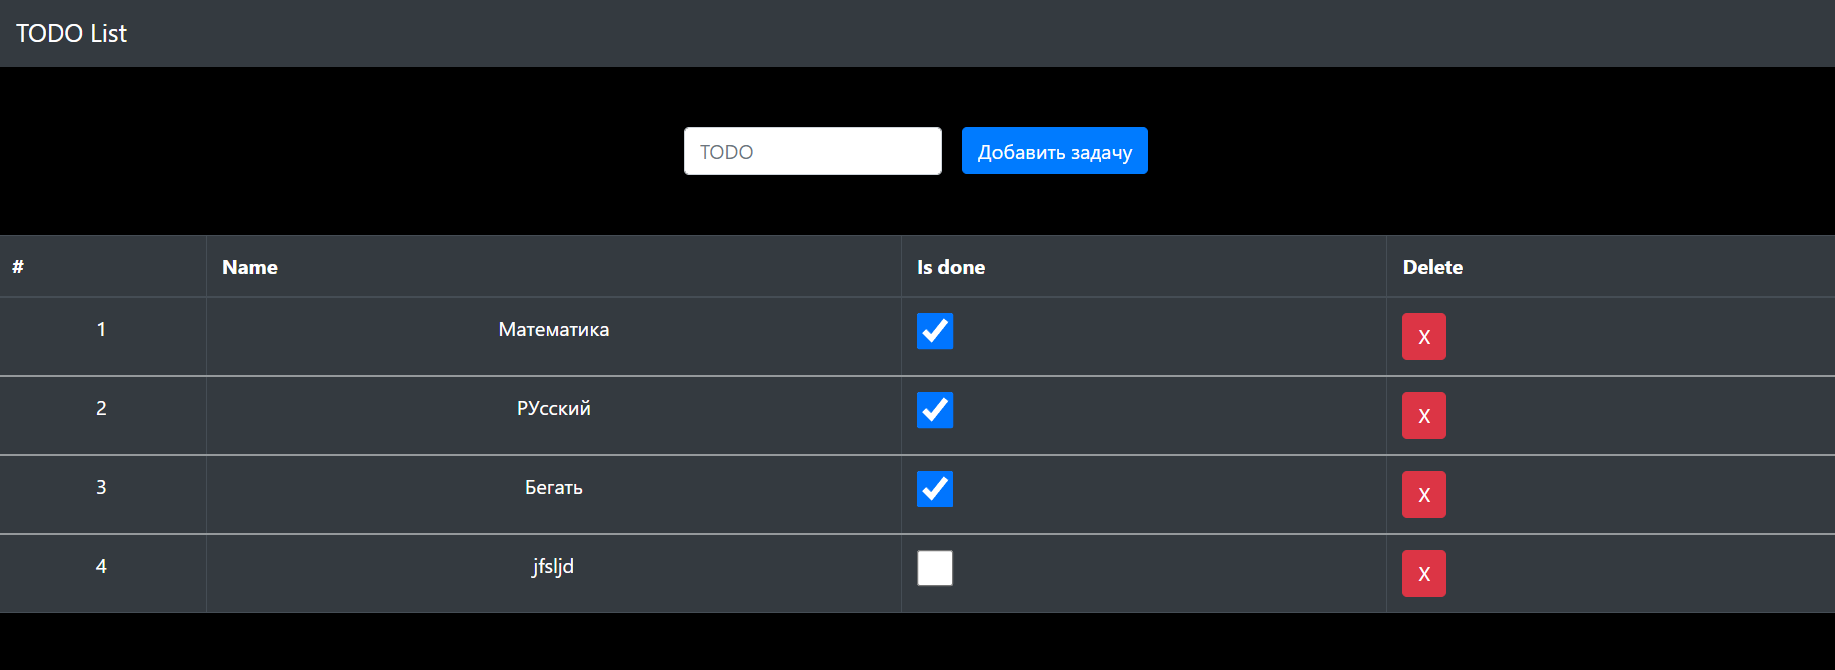 TODO List
TODO
Добавить задачу
# Name Is done Delete
1 Математика X
2 РУсский X
3 Бегать X
4 jfsljd X